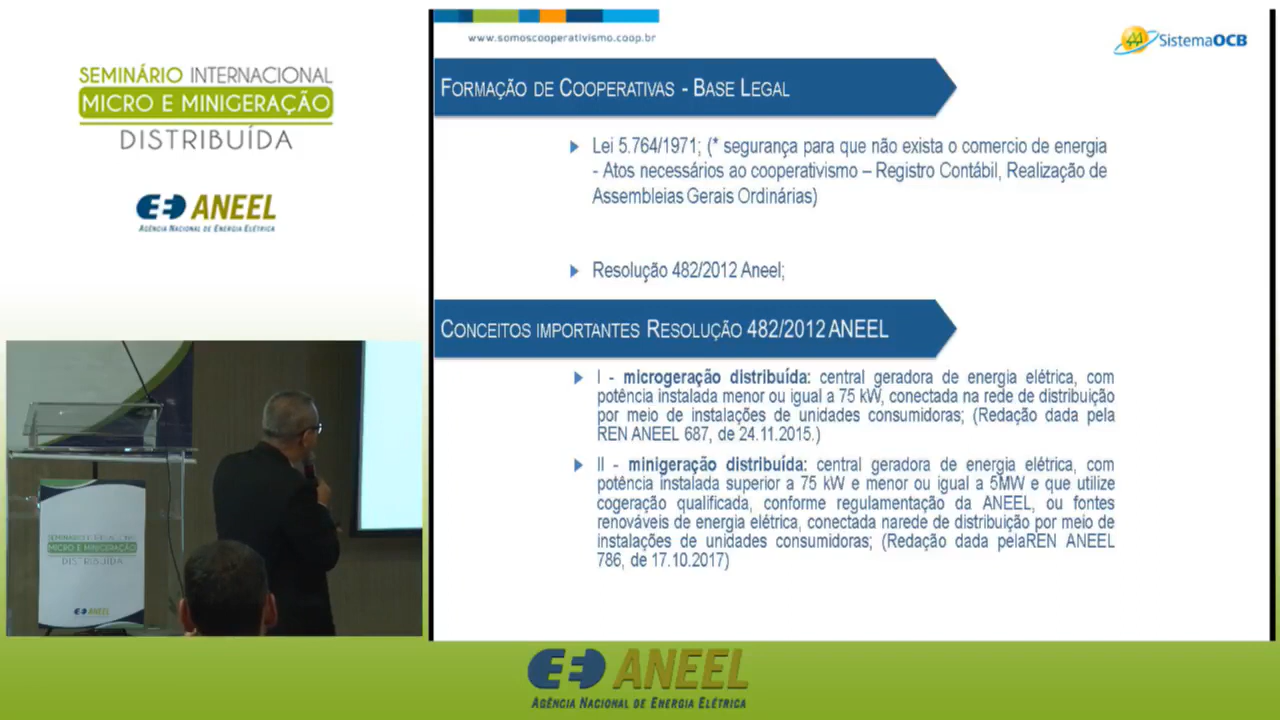 SEMINÁRIO INTERNACIONAL
MICRO E MINIGERAÇÃO
DISTRIBUÍDA
ANEEL
AGÊNCIA NACIONAL DE ENERGIA ELÉTRICA
www.somoscooperativismo.coop.br
SistemaOCB
FORMAÇÃO DE COOPERATIVAS - BASE LEGAL
Lei 5.764/1971; (* segurança para que não exista o comercio de energia
- Atos necessários ao cooperativismo – Registro Contábil, Realização de
Assembleias Gerais Ordinárias)
Resolução 482/2012 Aneel;
CONCEITOS IMPORTANTES RESOLUÇÃO 482/2012 ANEEL
I - microgeração distribuída: central geradora de energia elétrica, com
potência instalada menor ou igual a 75 kW, conectada na rede de distribuição
por meio de instalações de unidades consumidoras; (Redação dada pela
REN ANEEL 687, de 24.11.2015.)
II - minigeração distribuída: central geradora de energia elétrica, com
potência instalada superior a 75 kW e menor ou igual a 5MW e que utilize
cogeração qualificada, conforme regulamentação da ANEEL, ou fontes
renováveis de energia elétrica, conectada narede de distribuição por meio de
instalações de unidades consumidoras; (Redação dada pelaREN ANEEL
786, de 17.10.2017)
MICRO E MINIGERAÇÃO
DISTRIBUÍDA
ANEEL
ANEEL
AGÊNCIA NACIONAL DE ENERGIA ELÉTRICA